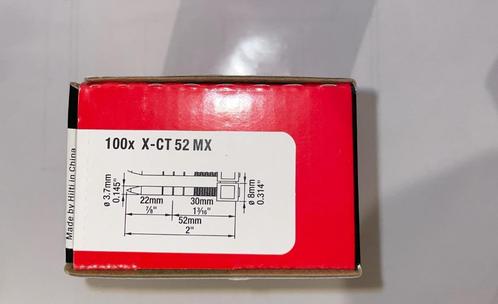 100x X-CT 52 MX
Made by Hilti in China
ø 3.7mm
0.145"
22mm
7/8"
30mm
1 3/16"
52mm
2"
ø 8mm
0.314"